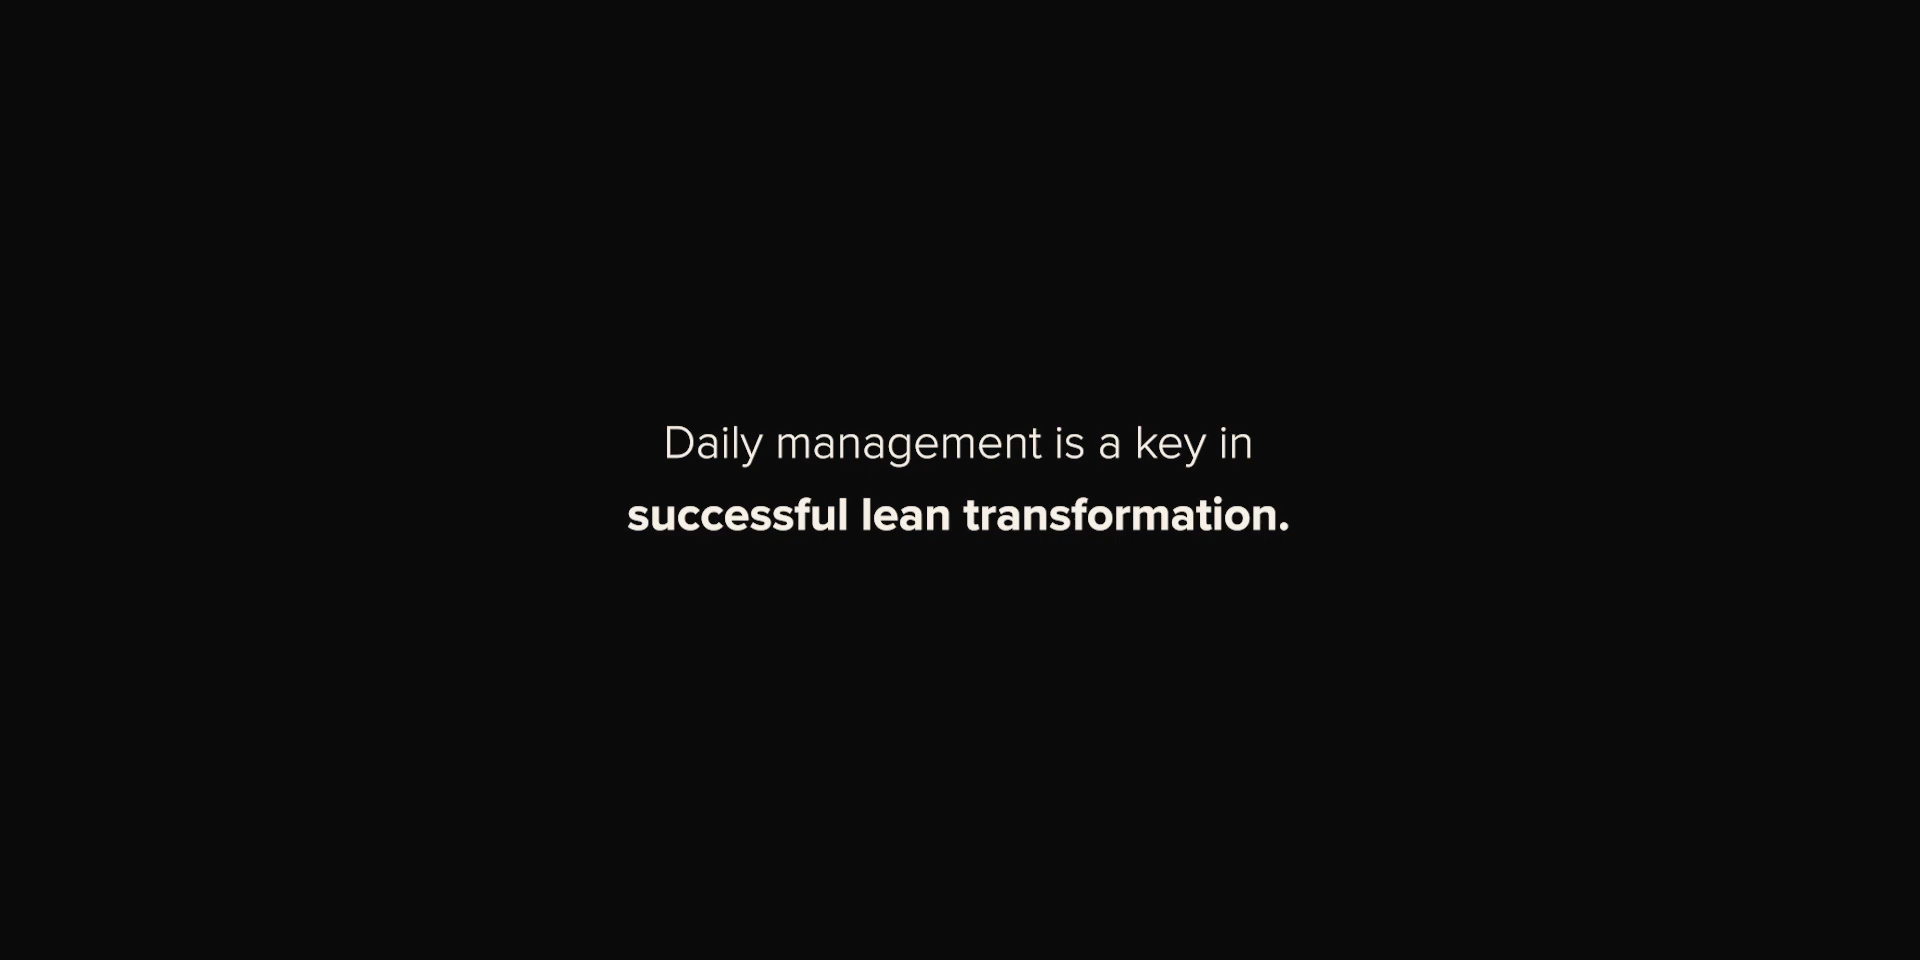 Daily management is a key in
successful lean transformation.